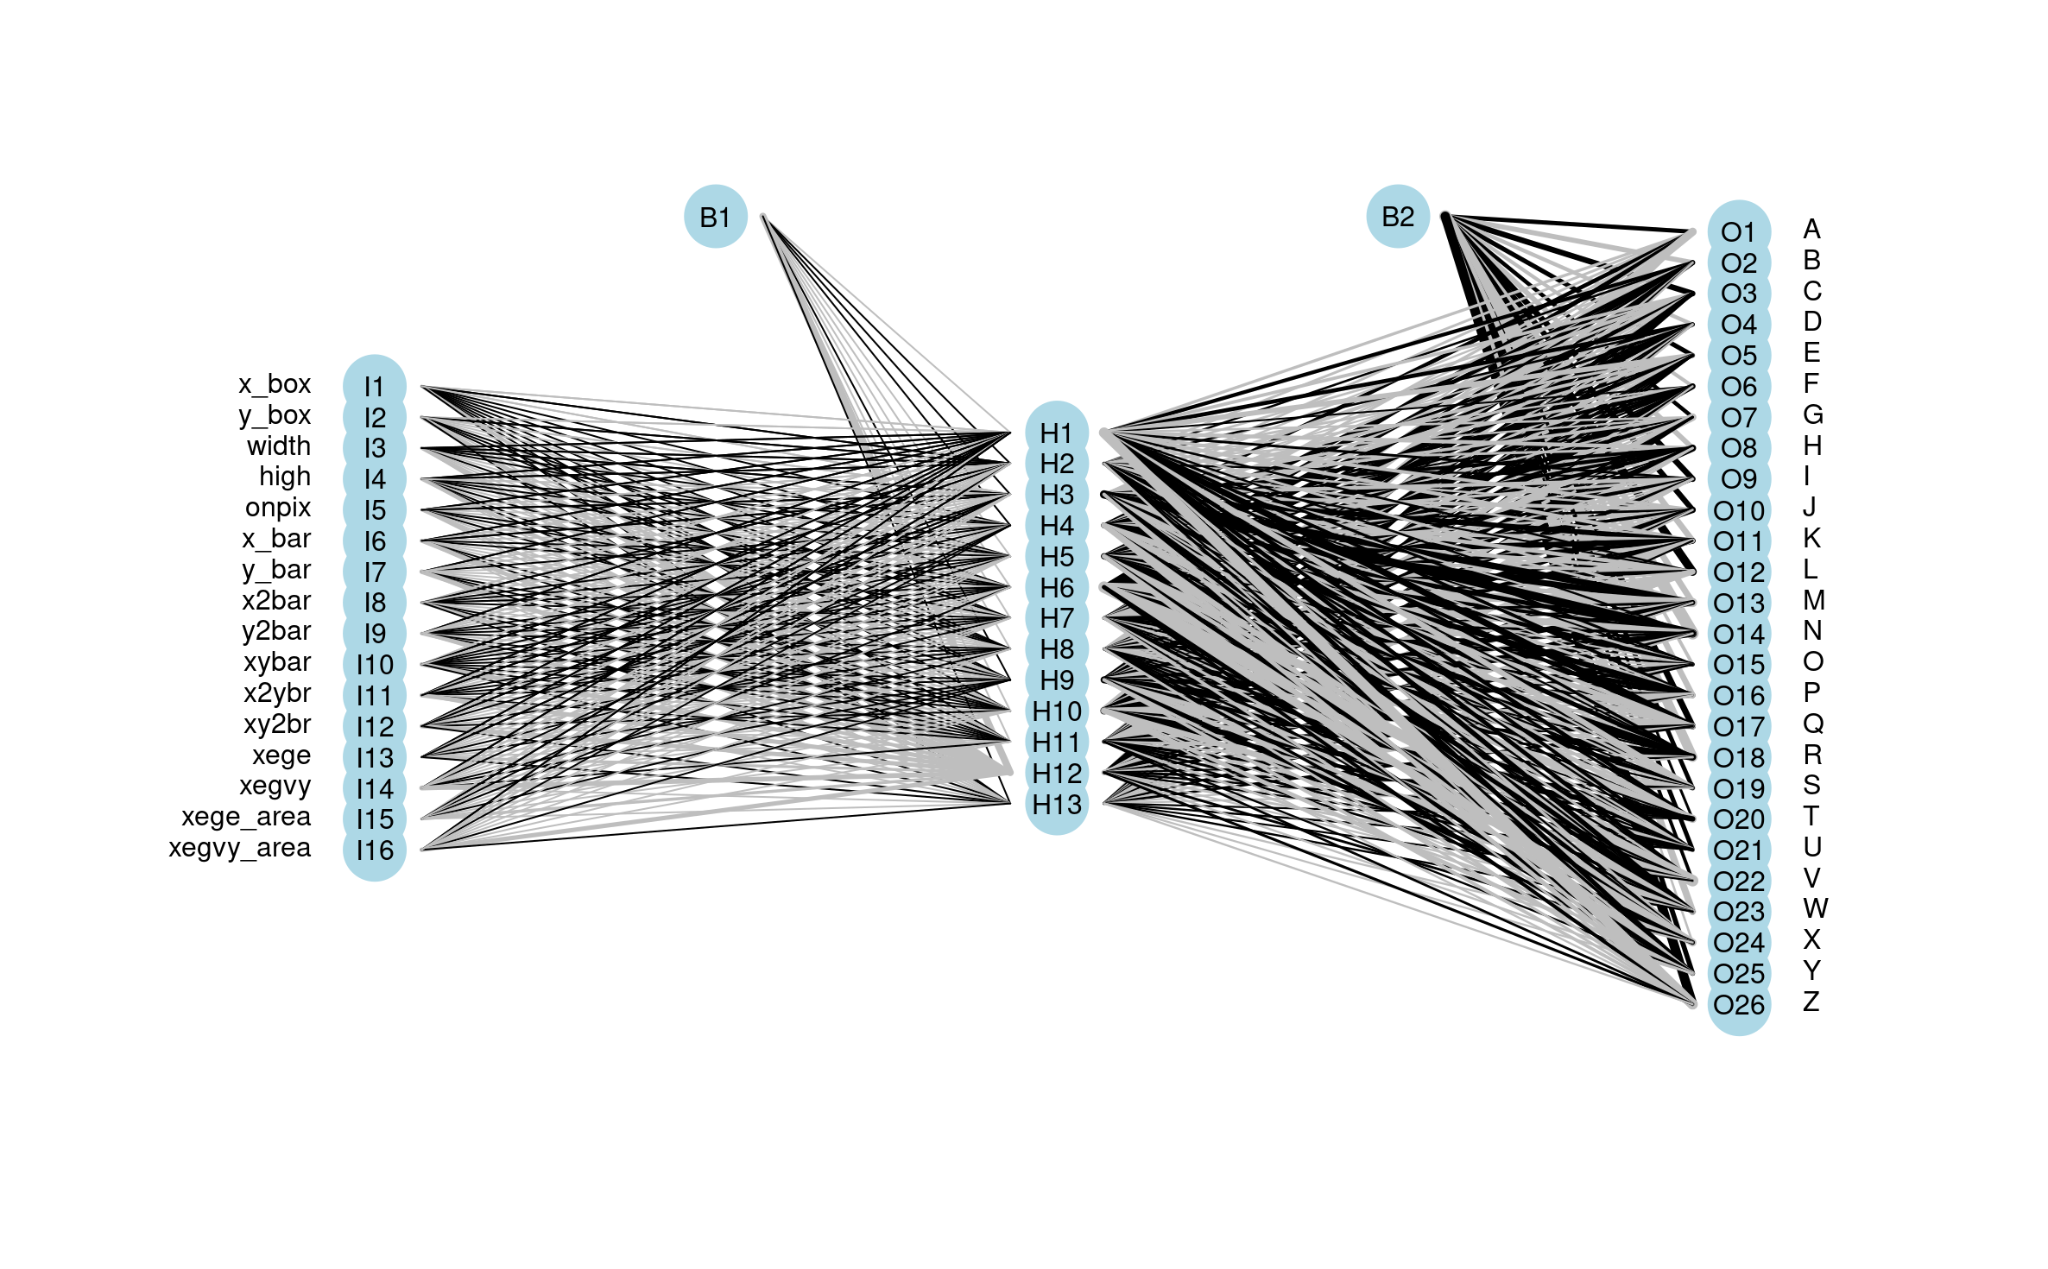 B1
B2
O1 A
O2 B
O3 C
O4 D
O5 E
x_box I1 O6 F
y_box I2 O7 G
H1
width I3 O8 H
H2
high I4 O9 I
H3
onpix I5 O10 J
H4
x_bar I6 O11 K
H5
y_bar I7 O12 L
H6
x2bar I8 O13 M
H7
y2bar I9 O14 N
H8
xybar I10 O15 O
H9
x2ybr I11 O16 P
H10
xy2br I12 O17 Q
H11
xege I13 O18 R
H12
xegvy I14 O19 S
H13
xege_area I15 O20 T
xegvy_area I16 O21 U
O22 V
O23 W
O24 X
O25 Y
O26 Z